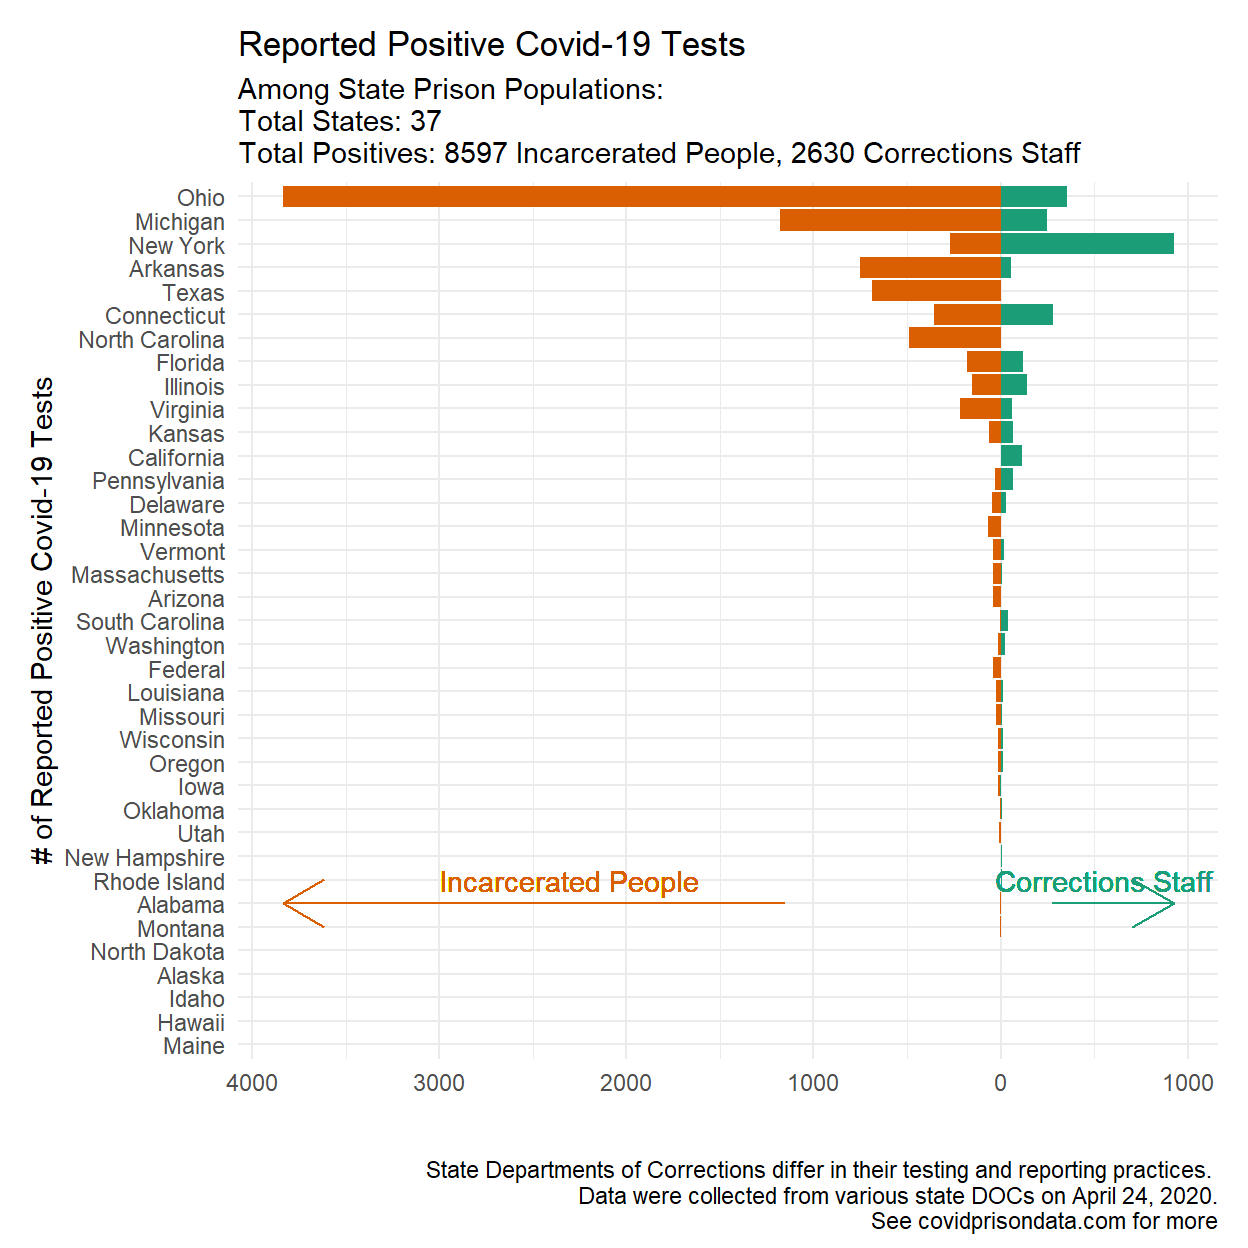 Reported Positive Covid-19 Tests
Among State Prison Populations:
Total States: 37
Total Positives: 8597 Incarcerated People, 2630 Corrections Staff
# of Reported Positive Covid-19 Tests
Ohio
Michigan
New York
Arkansas
Texas
Connecticut
North Carolina
Florida
Illinois
Virginia
Kansas
California
Pennsylvania
Delaware
Minnesota
Vermont
Massachusetts
Arizona
South Carolina
Washington
Federal
Louisiana
Missouri
Wisconsin
Oregon
Iowa
Oklahoma
Utah
New Hampshire
Rhode Island
Alabama
Montana
North Dakota
Alaska
Idaho
Hawaii
Maine
Incarcerated People
Corrections Staff
4000 3000 2000 1000 0 1000
State Departments of Corrections differ in their testing and reporting practices.
Data were collected from various state DOCs on April 24, 2020.
See covidprisondata.com for more